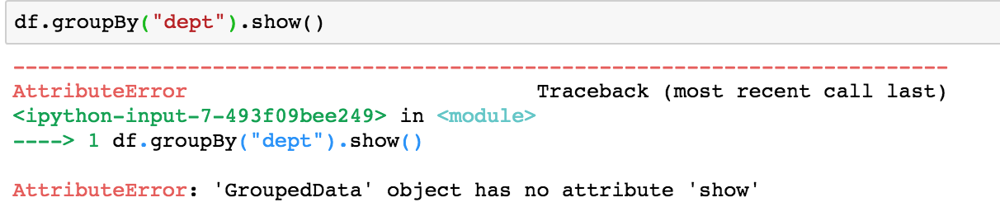 df.groupBy("dept").show()
---------------------------------------------------------------------------
AttributeError                            Traceback (most recent call last)
<ipython-input-7-493f09bee249> in <module>
----> 1 df.groupBy("dept").show()
AttributeError: 'GroupedData' object has no attribute 'show'